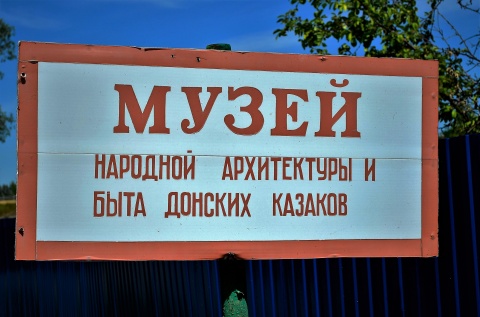 МУЗЕЙ
НАРОДНОЙ АРХИТЕКТУРЫ И
БЫТА ДОНСКИХ КАЗАКОВ